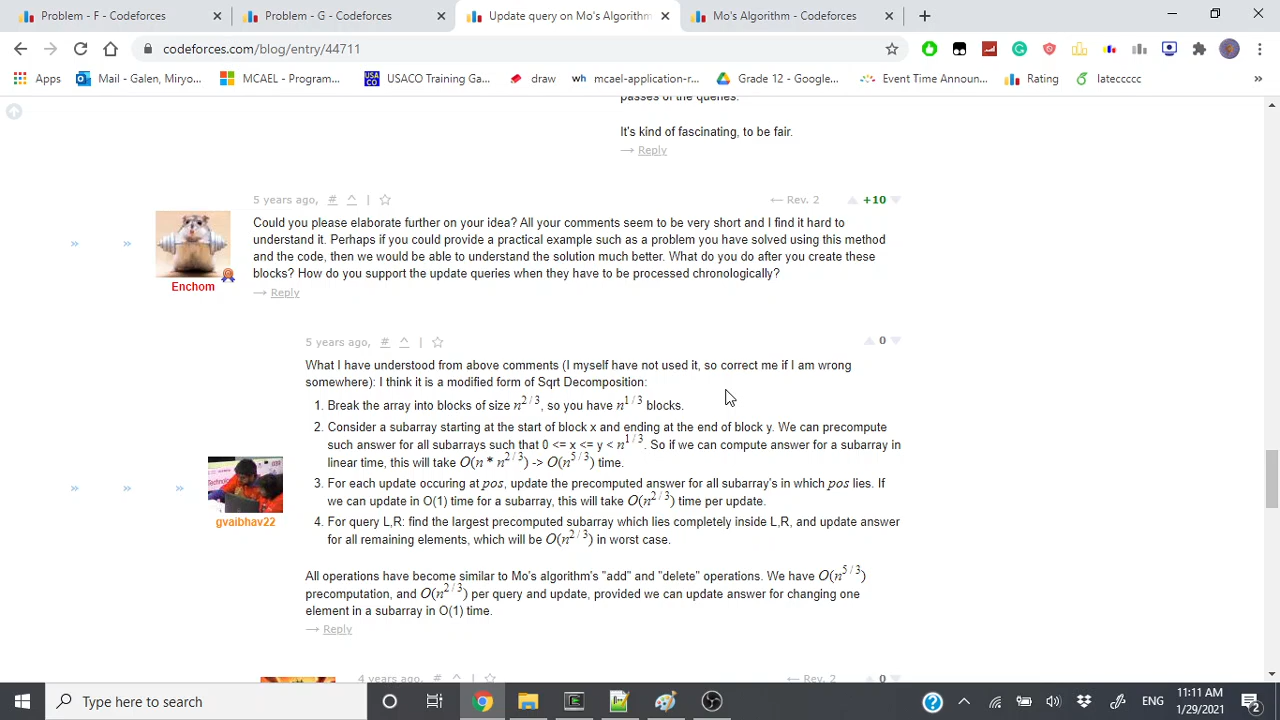 Problem - F - Codeforces
Problem - G - Codeforces
Update query on Mo's Algorithm
Mo's Algorithm - Codeforces
codeforces.com/blog/entry/44711
Apps
Mail - Galen, Miryo...
MCAEL - Program...
USACO Training Ga...
draw
wh mcael-application-r...
Grade 12 - Google...
Event Time Announ...
Rating
lateccccc
»
passes of the queries.
It's kind of fascinating, to be fair.
→ Reply
5 years ago, # ^ | ☆ ← Rev. 2 +10
Could you please elaborate further on your idea? All your comments seem to be very short and I find it hard to
understand it. Perhaps if you could provide a practical example such as a problem you have solved using this method
and the code, then we would be able to understand the solution much better. What do you do after you create these
blocks? How do you support the update queries when they have to be processed chronologically?
Enchom
→ Reply
5 years ago, # ^ | ☆ 0
What I have understood from above comments (I myself have not used it, so correct me if I am wrong
somewhere): I think it is a modified form of Sqrt Decomposition:
1. Break the array into blocks of size n^{2/3}, so you have n^{1/3} blocks.
2. Consider a subarray starting at the start of block x and ending at the end of block y. We can precompute
such answer for all subarrays such that 0 <= x <= y < n^{1/3}. So if we can compute answer for a subarray in
linear time, this will take O(n * n^{2/3}) -> O(n^{5/3}) time.
3. For each update occuring at pos, update the precomputed answer for all subarray's in which pos lies. If
we can update in O(1) time for a subarray, this will take O(n^{2/3}) time per update.
4. For query L,R: find the largest precomputed subarray which lies completely inside L,R, and update answer
for all remaining elements, which will be O(n^{2/3}) in worst case.
gvaibhav22
All operations have become similar to Mo's algorithm's "add" and "delete" operations. We have O(n^{5/3})
precomputation, and O(n^{2/3}) per query and update, provided we can update answer for changing one
element in a subarray in O(1) time.
→ Reply
4 years ago, # ^ | ☆ ← Rev. 2 0
Type here to search
ENG
11:11 AM
1/29/2021
2